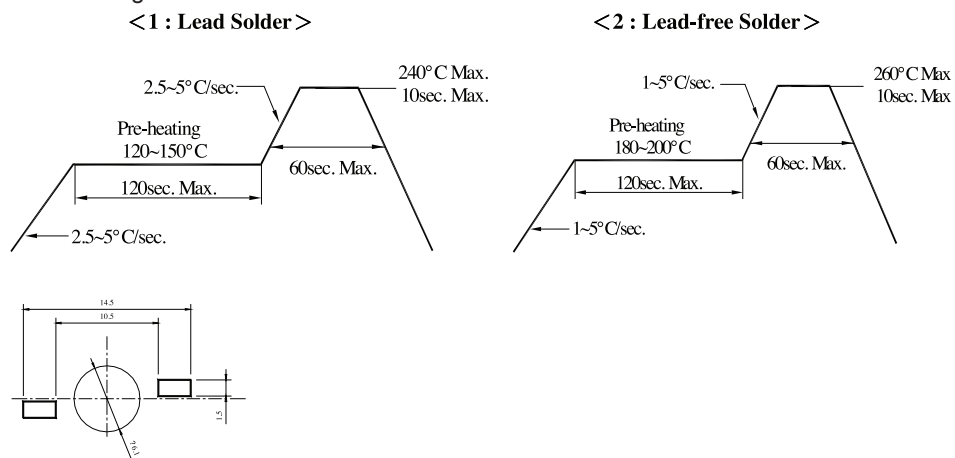 <1 : Lead Solder>
2.5~5°C/sec.
240°C Max.
10sec. Max.
Pre-heating
120~150°C
60sec. Max.
120sec. Max.
2.5~5°C/sec.
<2 : Lead-free Solder>
1~5°C/sec.
260°C Max
10sec. Max
Pre-heating
180~200°C
60sec. Max.
120sec. Max.
1~5°C/sec.
14.5
10.5
1.5